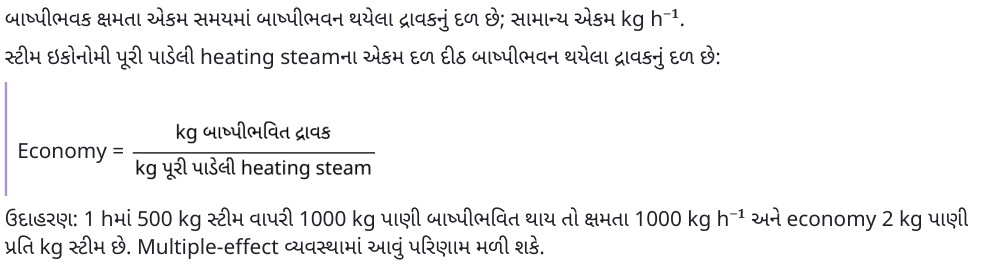 બાષ્પીભવક ક્ષમતા એકમ સમયમાં બાષ્પીભવન થયેલા દ્રાવકનું દળ છે; સામાન્ય એકમ kg h⁻¹.
સ્ટીમ ઇકોનોમી પૂરી પાડેલી heating steamના એકમ દળ દીઠ બાષ્પીભવન થયેલા દ્રાવકનું દળ છે:
Economy = kg બાષ્પીભવિત દ્રાવક / kg પૂરી પાડેલી heating steam
ઉદાહરણ: 1 hમાં 500 kg સ્ટીમ વાપરી 1000 kg પાણી બાષ્પીભવિત થાય તો ક્ષમતા 1000 kg h⁻¹ અને economy 2 kg પાણી
પ્રતિ kg સ્ટીમ છે. Multiple-effect વ્યવસ્થામાં આવું પરિણામ મળી શકે.